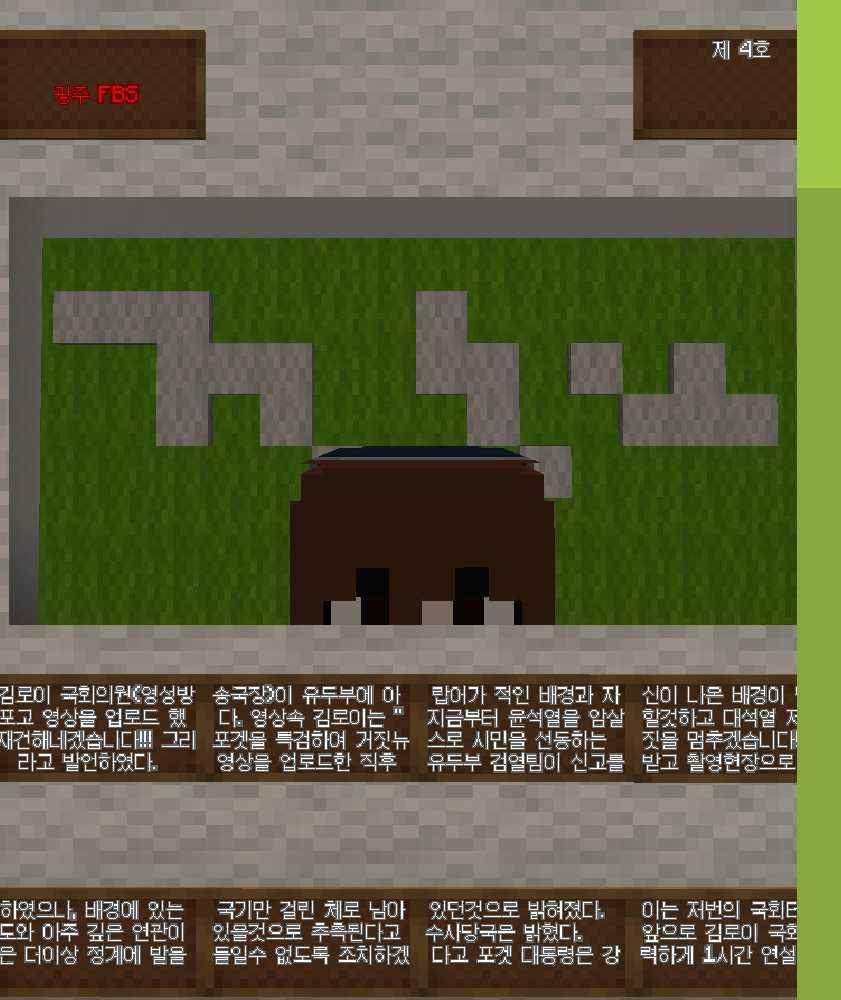 광주 FBS
제 4호
김로이 국회의원(영성방 송국장)이 유두부에 아 랍어가 적인 배경과 자 신이 나온 배경이
포고 영상을 업로드 했 다. 영상속 김로이는 " 지금부터 윤석열을 암살 할것하고 대석열
재건해내겠습니다!!! 그리 포겟을 특검하여 거짓뉴 스로 시민을 선동하는 짓을 멈추겠습니다
라고 발언하였다. 영상을 업로드한 직후 유두부 검열팀이 신고를 받고 촬영현장으로
하였으나, 배경에 있는 국기만 걸린 체로 남아 있던것으로 밝혀졌다. 이는 저번의 국회
도와 아주 깊은 연관이 있을것으로 추측된다고 수사당국은 밝혔다. 앞으로 김로이 국회
은 더이상 정계에 발을 들일수 없도록 조치하겠 다고 포겟 대통령은 강 력하게 1시간 연설